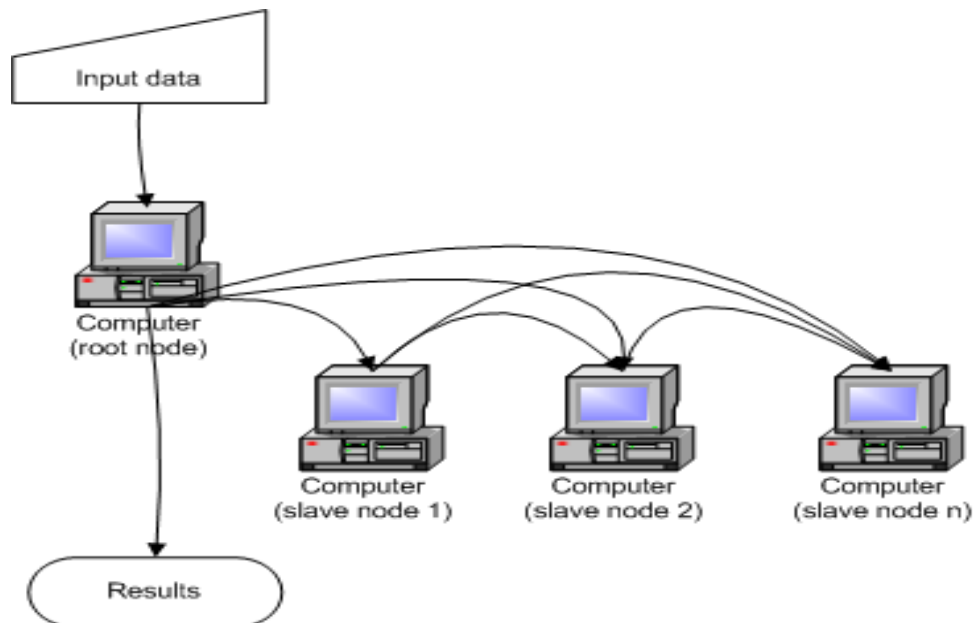 Input data
Computer
(root node)
Computer
(slave node 1)
Computer
(slave node 2)
Computer
(slave node n)
Results